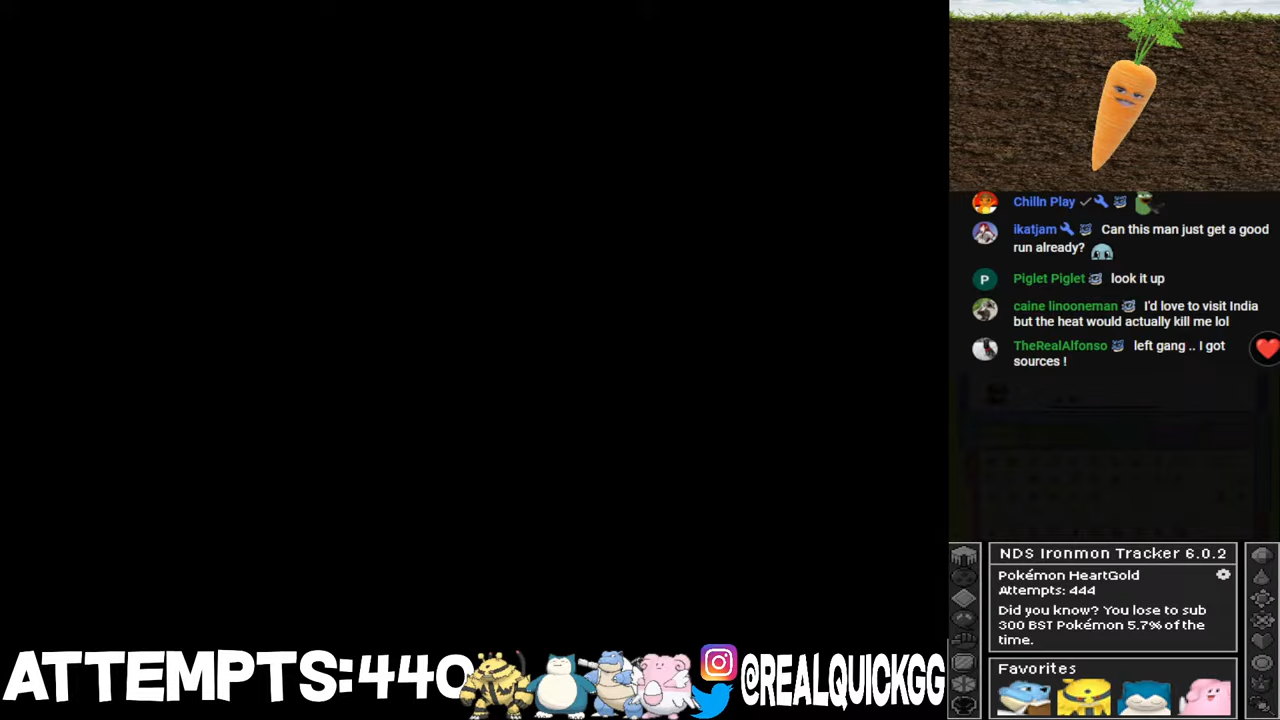 Chilln Play
ikatjam Can this man just get a good
run already?
P
Piglet Piglet look it up
caine linooneman I'd love to visit India
but the heat would actually kill me lol
TheRealAlfonso left gang .. I got
sources !
NDS Ironmon Tracker 6.0.2
Pokémon HeartGold
Attempts: 444
Did you know? You lose to sub
300 BST Pokémon 5.7% of the
time.
Favorites
ATTEMPTS:440
@REALQUICKGG